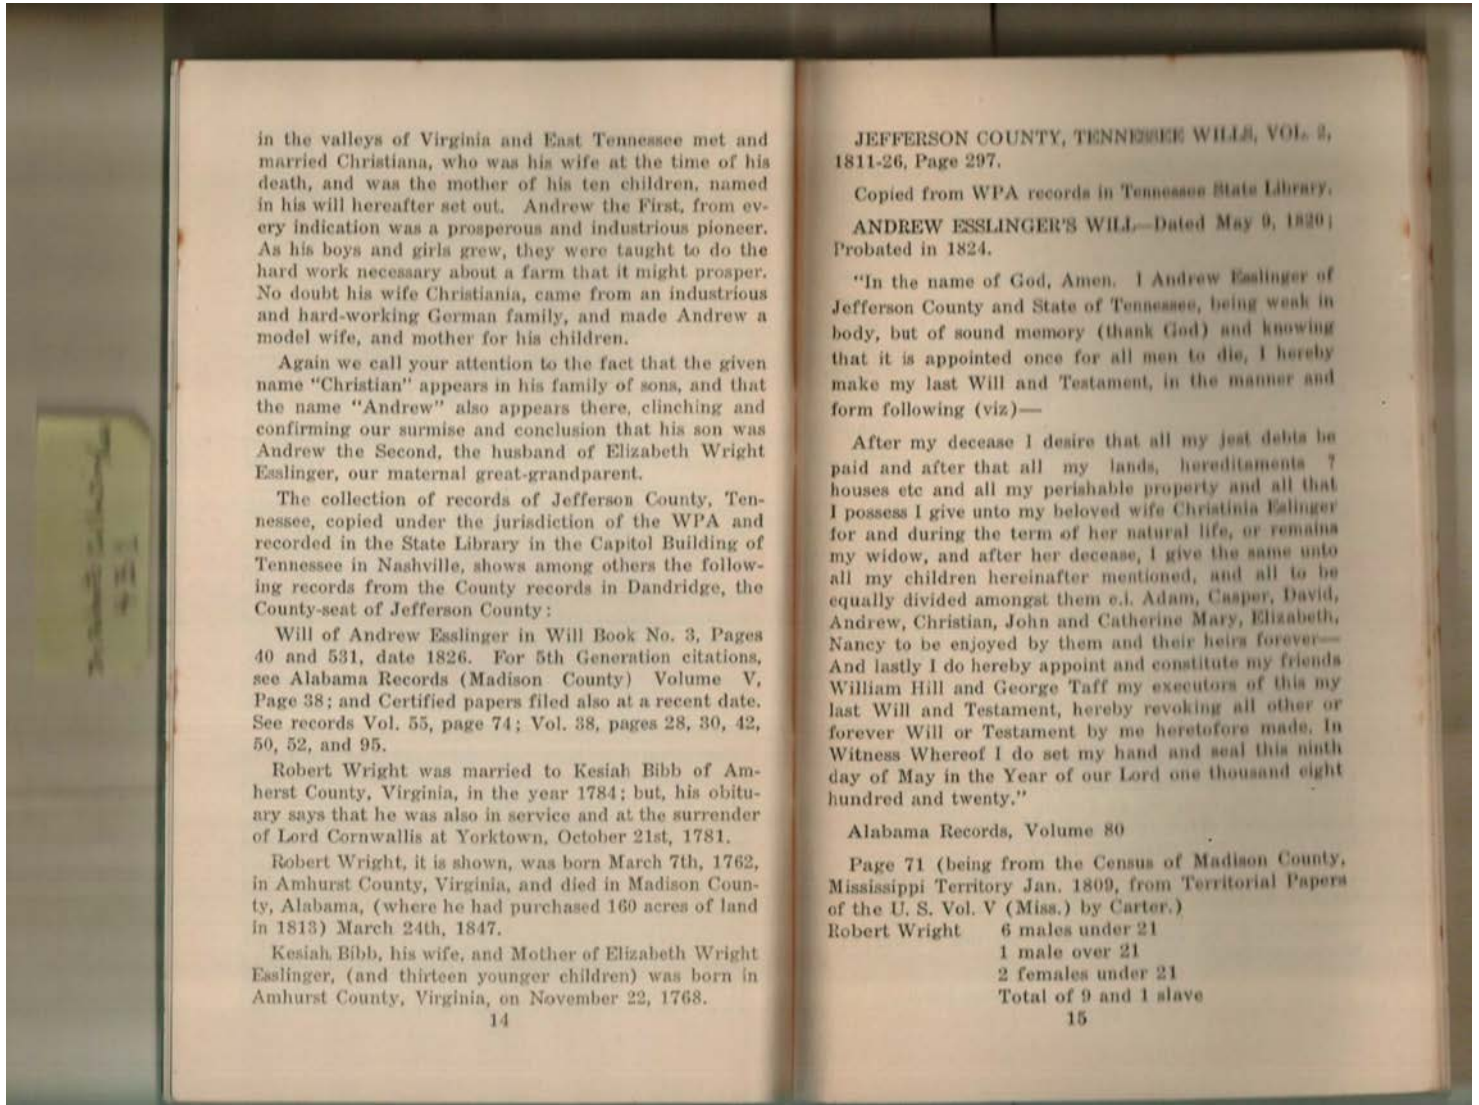 in the valleys of Virginia and East Tennessee met and
married Christiana, who was his wife at the time of his
death, and was the mother of his ten children, named
in his will hereafter set out. Andrew the First, from ev-
ery indication was a prosperous and industrious pioneer.
As his boys and girls grew, they were taught to do the
hard work necessary about a farm that it might prosper.
No doubt his wife Christiania, came from an industrious
and hard-working German family, and made Andrew a
model wife, and mother for his children.
Again we call your attention to the fact that the given
name "Christian" appears in his family of sons, and that
the name "Andrew" also appears there, clinching and
confirming our surmise and conclusion that his son was
Andrew the Second, the husband of Elizabeth Wright
Esslinger, our maternal great-grandparent.
The collection of records of Jefferson County, Ten-
nessee, copied under the jurisdiction of the WPA and
recorded in the State Library in the Capitol Building of
Tennessee in Nashville, shows among others the follow-
ing records from the County records in Dandridge, the
County-seat of Jefferson County:
Will of Andrew Esslinger in Will Book No. 3, Pages
40 and 531, date 1826. For 5th Generation citations,
see Alabama Records (Madison County) Volume V,
Page 38; and Certified papers filed also at a recent date.
See records Vol. 55, page 74; Vol. 38, pages 28, 30, 42,
50, 52, and 95.
Robert Wright was married to Kesiah Bibb of Am-
herst County, Virginia, in the year 1784; but, his obitu-
ary says that he was also in service and at the surrender
of Lord Cornwallis at Yorktown, October 21st, 1781.
Robert Wright, it is shown, was born March 7th, 1762,
in Amhurst County, Virginia, and died in Madison Coun-
ty, Alabama, (where he had purchased 160 acres of land
in 1813) March 24th, 1847.
Kesiah Bibb, his wife, and Mother of Elizabeth Wright
Esslinger, (and thirteen younger children) was born in
Amhurst County, Virginia, on November 22, 1768.
14
JEFFERSON COUNTY, TENNESSEE WILLS, VOL. 2,
1811-26, Page 297.
Copied from WPA records in Tennessee State Library.
ANDREW ESSLINGER'S WILL—Dated May 9, 1820;
Probated in 1824.
"In the name of God, Amen. I Andrew Esslinger of
Jefferson County and State of Tennessee, being weak in
body, but of sound memory (thank God) and knowing
that it is appointed once for all men to die, I hereby
make my last Will and Testament, in the manner and
form following (viz)—
After my decease I desire that all my jest debts be
paid and after that all my lands, hereditaments ?
houses etc and all my perishable property and all that
I possess I give unto my beloved wife Christinia Eslinger
for and during the term of her natural life, or remains
my widow, and after her decease, I give the same unto
all my children hereinafter mentioned, and all to be
equally divided amongst them e.i. Adam, Casper, David,
Andrew, Christian, John and Catherine Mary, Elizabeth,
Nancy to be enjoyed by them and their heirs forever—
And lastly I do hereby appoint and constitute my friends
William Hill and George Taff my executors of this my
last Will and Testament, hereby revoking all other or
forever Will or Testament by me heretofore made. In
Witness Whereof I do set my hand and seal this ninth
day of May in the Year of our Lord one thousand eight
hundred and twenty."
Alabama Records, Volume 80
Page 71 (being from the Census of Madison County,
Mississippi Territory Jan. 1809, from Territorial Papers
of the U. S. Vol. V (Miss.) by Carter.)
Robert Wright 6 males under 21
1 male over 21
2 females under 21
Total of 9 and 1 slave
15